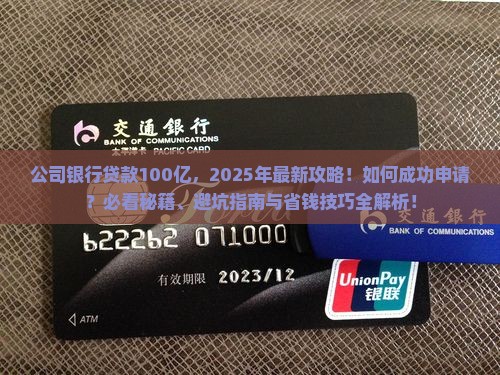 交通銀行
BANK OF COMMUNICATIONS
太平洋卡 PACIFIC CARD
公司银行贷款100亿，2025年最新攻略！如何成功申请
？必看秘籍、避坑指南与省钱技巧全解析！
BANK OF COMMUNICATIONS
622262 071000
有效期限 2023/12
UnionPay
银联
ATM